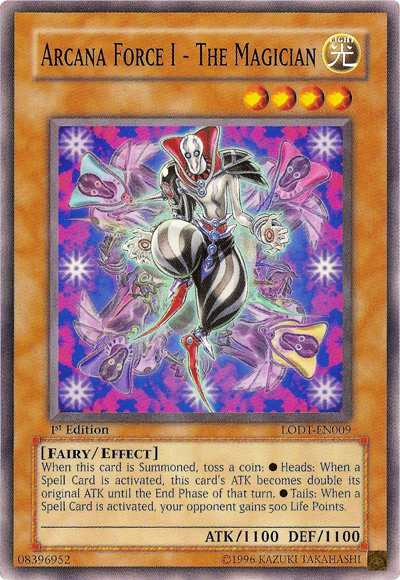 ARCANA FORCE I - THE MAGICIAN
LIGHT
光
1st Edition
LODT-EN009
[FAIRY/EFFECT]
When this card is Summoned, toss a coin: ● Heads: When a
Spell Card is activated, this card's ATK becomes double its
original ATK until the End Phase of that turn. ● Tails: When a
Spell Card is activated, your opponent gains 500 Life Points.
ATK/1100 DEF/1100
08396952
©1996 KAZUKI TAKAHASHI